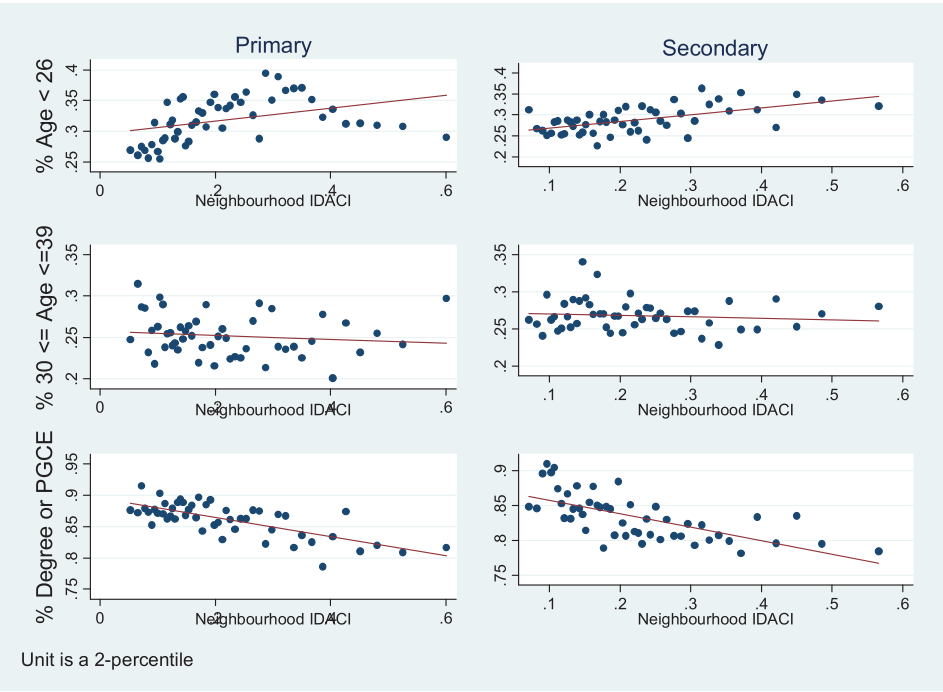 Primary
Secondary
% Age < 26
.4
.35
.3
.25
0 .2 .4 .6
Neighbourhood IDACI
.4
.35
.3
.25
.2
.1 .2 .3 .4 .5 .6
Neighbourhood IDACI
% 30 <= Age <=39
.35
.3
.25
.2
0 .2 .4 .6
Neighbourhood IDACI
.35
.3
.25
.2
.1 .2 .3 .4 .5 .6
Neighbourhood IDACI
% Degree or PGCE
.95
.9
.85
.8
.75
0 .2 .4 .6
Neighbourhood IDACI
.9
.85
.8
.75
.1 .2 .3 .4 .5 .6
Neighbourhood IDACI
Unit is a 2-percentile